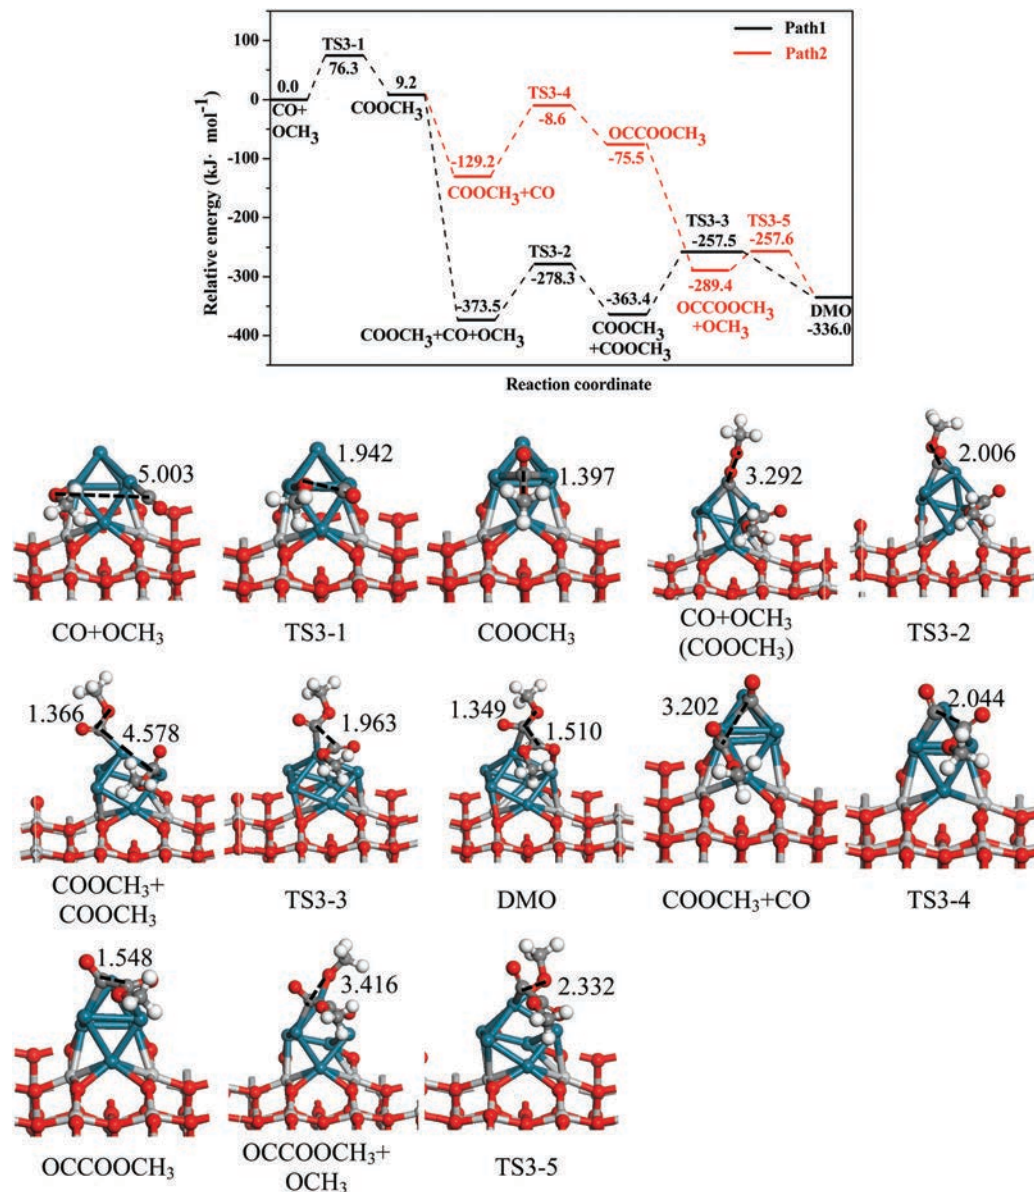 Relative energy (kJ· mol⁻¹)
100
0
-100
-200
-300
-400
Path1
Path2
0.0
CO+
OCH₃
TS3-1
76.3
9.2
COOCH₃
-129.2
COOCH₃+CO
TS3-4
-8.6
OCCOOCH₃
-75.5
-373.5
COOCH₃+CO+OCH₃
TS3-2
-278.3
-363.4
COOCH₃
+COOCH₃
TS3-3
-257.5
-289.4
OCCOOCH₃
+OCH₃
TS3-5
-257.6
DMO
-336.0
Reaction coordinate
5.003
CO+OCH₃
1.942
TS3-1
1.397
COOCH₃
3.292
CO+OCH₃
(COOCH₃)
2.006
TS3-2
1.366
4.578
COOCH₃+
COOCH₃
1.963
TS3-3
1.349
1.510
DMO
3.202
COOCH₃+CO
2.044
TS3-4
1.548
OCCOOCH₃
3.416
OCCOOCH₃+
OCH₃
2.332
TS3-5